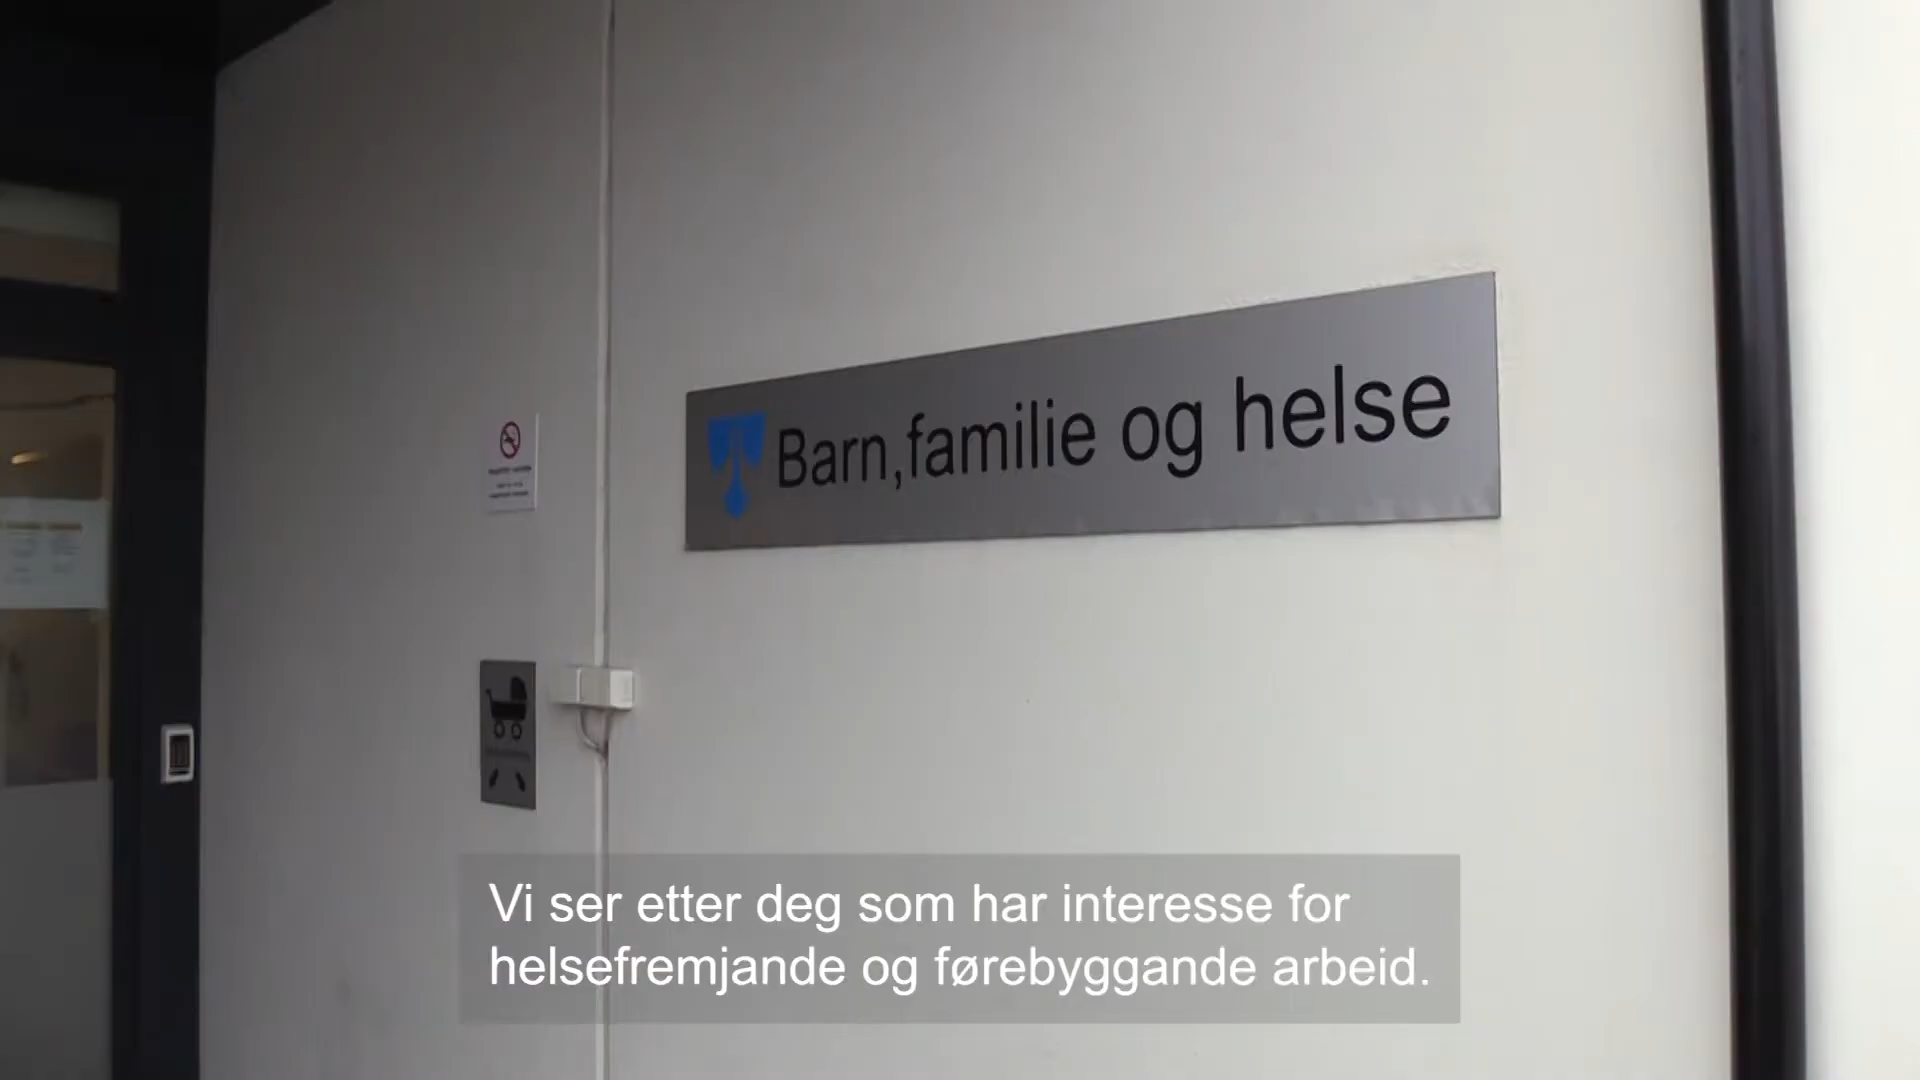 Barn, familie og helse
Vi ser etter deg som har interesse for
helsefremjande og førebyggande arbeid.